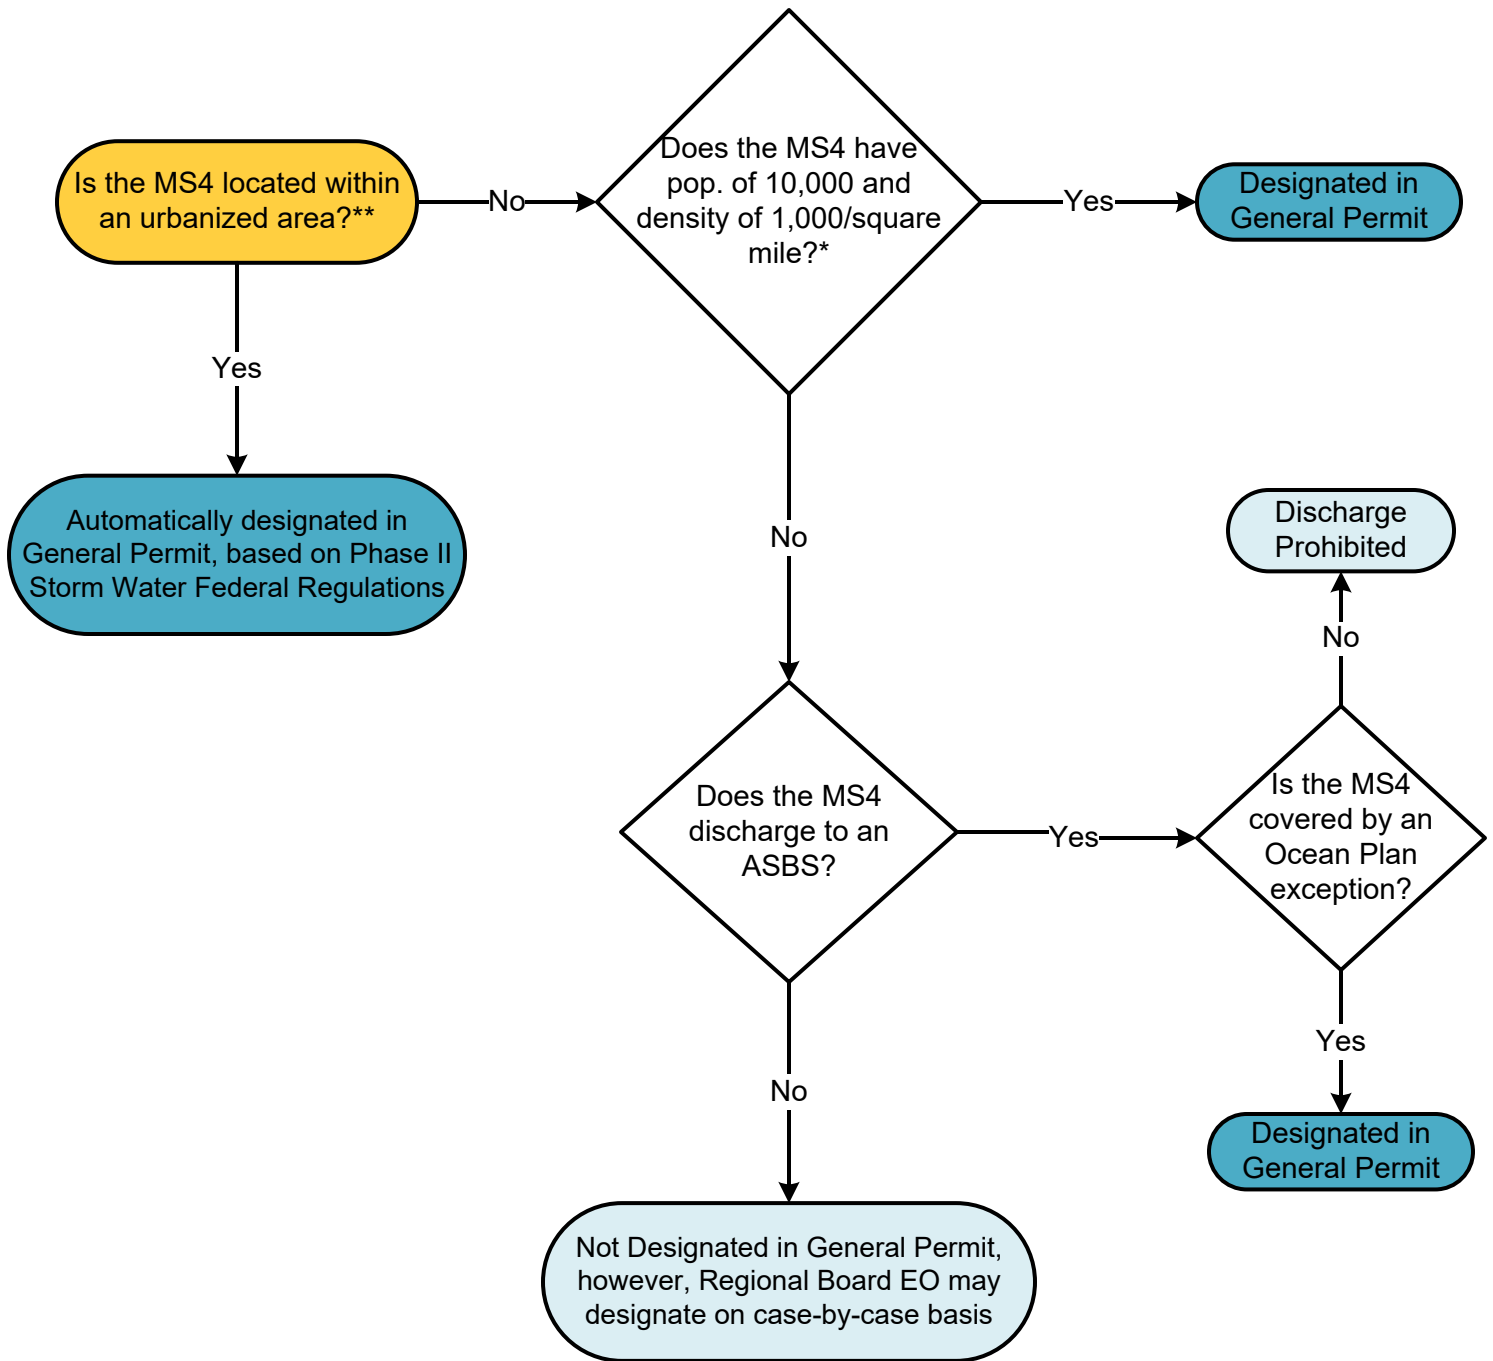 Is the MS4 located within
an urbanized area?**
No
Does the MS4 have
pop. of 10,000 and
density of 1,000/square
mile?*
Yes
Designated in
General Permit
Yes
Automatically designated in
General Permit, based on Phase II
Storm Water Federal Regulations
No
Discharge
Prohibited
No
Does the MS4
discharge to an
ASBS?
Yes
Is the MS4
covered by an
Ocean Plan
exception?
Yes
Designated in
General Permit
No
Not Designated in General Permit,
however, Regional Board EO may
designate on case-by-case basis